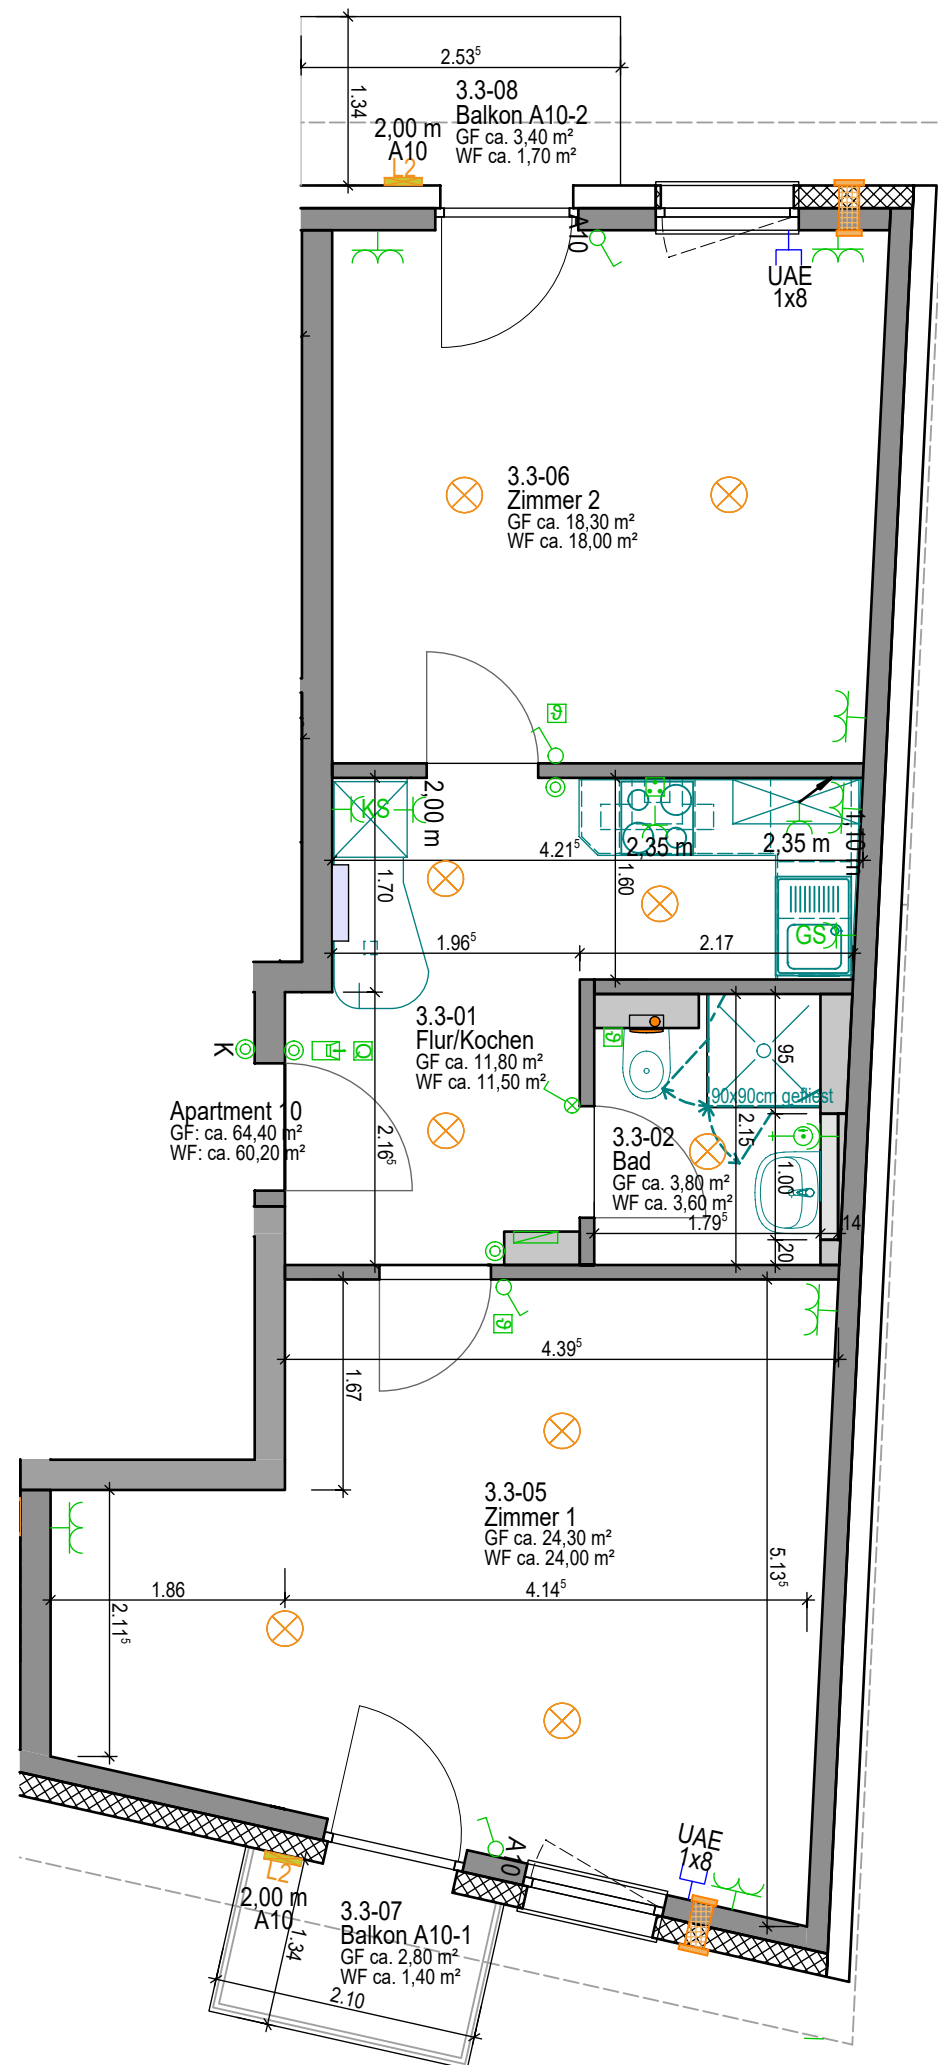 2.53⁵
1.34
3.3-08
Balkon A10-2
GF ca. 3,40 m²
WF ca. 1,70 m²
2,00 m
A10
L2
A10
UAE
1x8
3.3-06
Zimmer 2
GF ca. 18,30 m²
WF ca. 18,00 m²
KS
2,00 m
4.21⁵
2,35 m
2,35 m
1,10 m
1.70
1.60
1.96⁵
2.17
GS
3.3-01
Flur/Kochen
GF ca. 11,80 m²
WF ca. 11,50 m²
K
Apartment 10
GF: ca. 64,40 m²
WF: ca. 60,20 m²
2.16⁵
95
90x90cm gefliest
2.15
3.3-02
Bad
GF ca. 3,80 m²
WF ca. 3,60 m²
1.00
1.79⁵
14
20
4.39⁵
1.67
3.3-05
Zimmer 1
GF ca. 24,30 m²
WF ca. 24,00 m²
5.13⁵
1.86
4.14⁵
2.11⁵
A10
UAE
1x8
L2
2,00 m
A10
1.34
3.3-07
Balkon A10-1
GF ca. 2,80 m²
WF ca. 1,40 m²
2.10